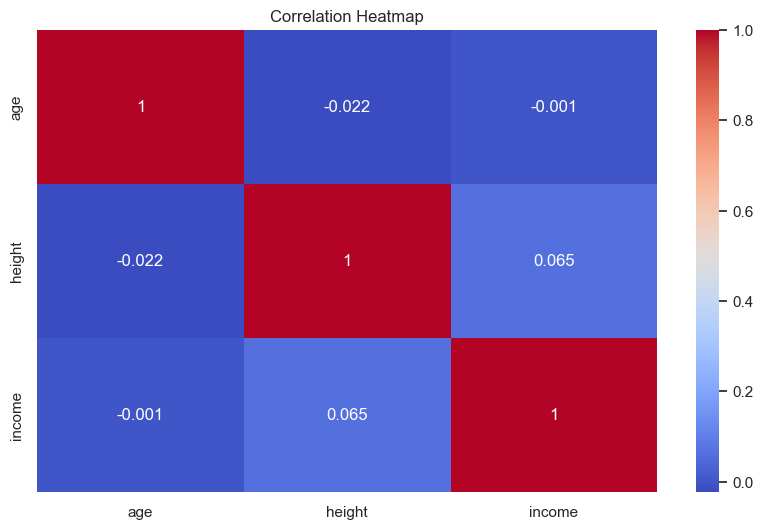 Correlation Heatmap
age
1
-0.022
-0.001
height
-0.022
1
0.065
income
-0.001
0.065
1
age
height
income
1.0
0.8
0.6
0.4
0.2
0.0